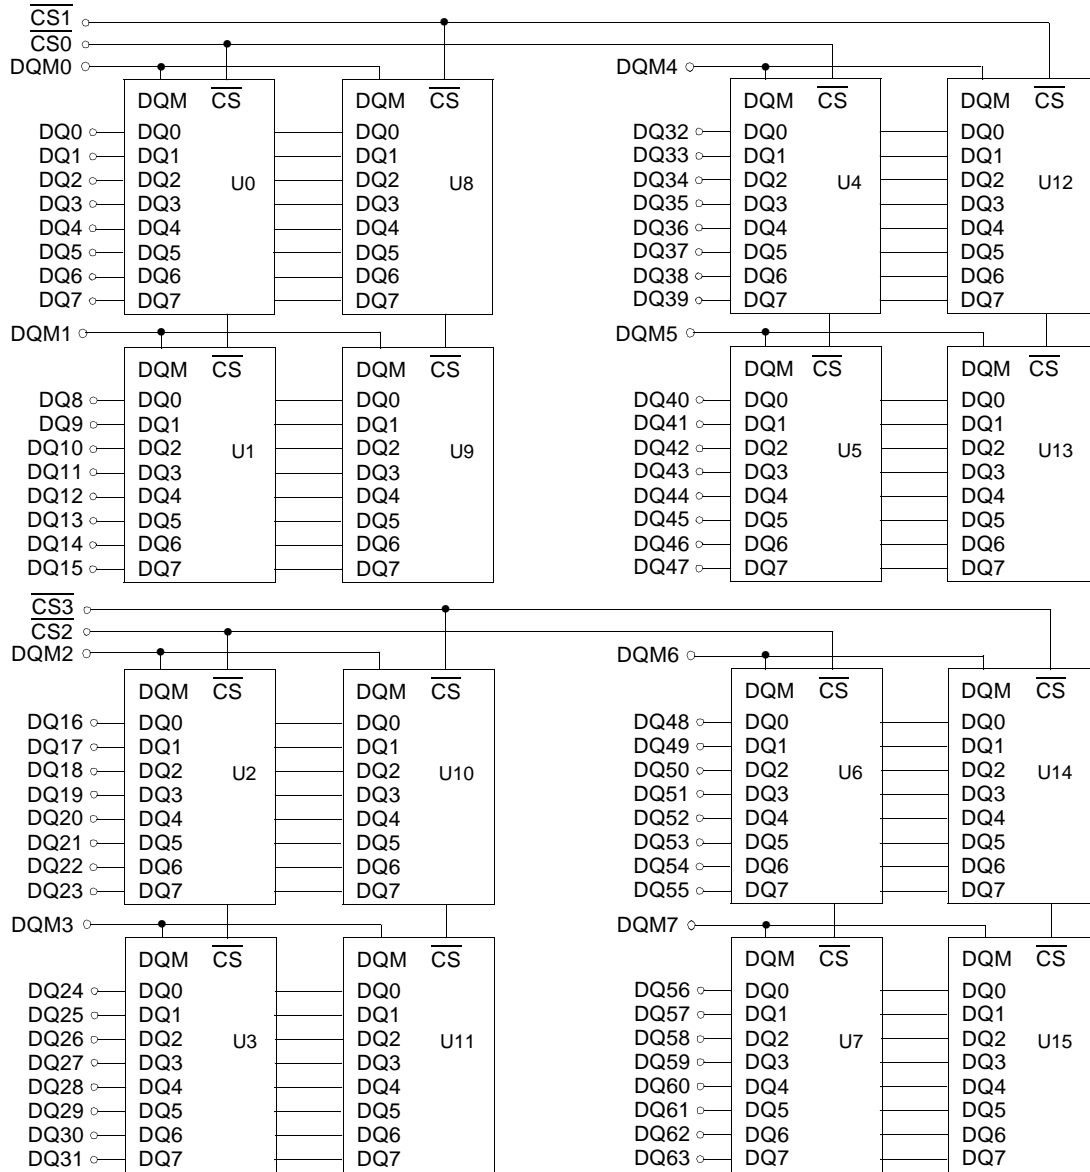 CS1
CS0
DQM0 DQM4
DQM CS DQM CS DQM CS DQM CS
DQ0 DQ0 DQ0 DQ32 DQ0 DQ0
DQ1 DQ1 DQ1 DQ33 DQ1 DQ1
DQ2 DQ2 U0 DQ2 U8 DQ34 DQ2 U4 DQ2 U12
DQ3 DQ3 DQ3 DQ35 DQ3 DQ3
DQ4 DQ4 DQ4 DQ36 DQ4 DQ4
DQ5 DQ5 DQ5 DQ37 DQ5 DQ5
DQ6 DQ6 DQ6 DQ38 DQ6 DQ6
DQ7 DQ7 DQ7 DQ39 DQ7 DQ7
DQM1 DQM5
DQM CS DQM CS DQM CS DQM CS
DQ8 DQ0 DQ0 DQ40 DQ0 DQ0
DQ9 DQ1 DQ1 DQ41 DQ1 DQ1
DQ10 DQ2 U1 DQ2 U9 DQ42 DQ2 U5 DQ2 U13
DQ11 DQ3 DQ3 DQ43 DQ3 DQ3
DQ12 DQ4 DQ4 DQ44 DQ4 DQ4
DQ13 DQ5 DQ5 DQ45 DQ5 DQ5
DQ14 DQ6 DQ6 DQ46 DQ6 DQ6
DQ15 DQ7 DQ7 DQ47 DQ7 DQ7
CS3
CS2
DQM2 DQM6
DQM CS DQM CS DQM CS DQM CS
DQ16 DQ0 DQ0 DQ48 DQ0 DQ0
DQ17 DQ1 DQ1 DQ49 DQ1 DQ1
DQ18 DQ2 U2 DQ2 U10 DQ50 DQ2 U6 DQ2 U14
DQ19 DQ3 DQ3 DQ51 DQ3 DQ3
DQ20 DQ4 DQ4 DQ52 DQ4 DQ4
DQ21 DQ5 DQ5 DQ53 DQ5 DQ5
DQ22 DQ6 DQ6 DQ54 DQ6 DQ6
DQ23 DQ7 DQ7 DQ55 DQ7 DQ7
DQM3 DQM7
DQM CS DQM CS DQM CS DQM CS
DQ24 DQ0 DQ0 DQ56 DQ0 DQ0
DQ25 DQ1 DQ1 DQ57 DQ1 DQ1
DQ26 DQ2 U3 DQ2 U11 DQ58 DQ2 U7 DQ2 U15
DQ27 DQ3 DQ3 DQ59 DQ3 DQ3
DQ28 DQ4 DQ4 DQ60 DQ4 DQ4
DQ29 DQ5 DQ5 DQ61 DQ5 DQ5
DQ30 DQ6 DQ6 DQ62 DQ6 DQ6
DQ31 DQ7 DQ7 DQ63 DQ7 DQ7